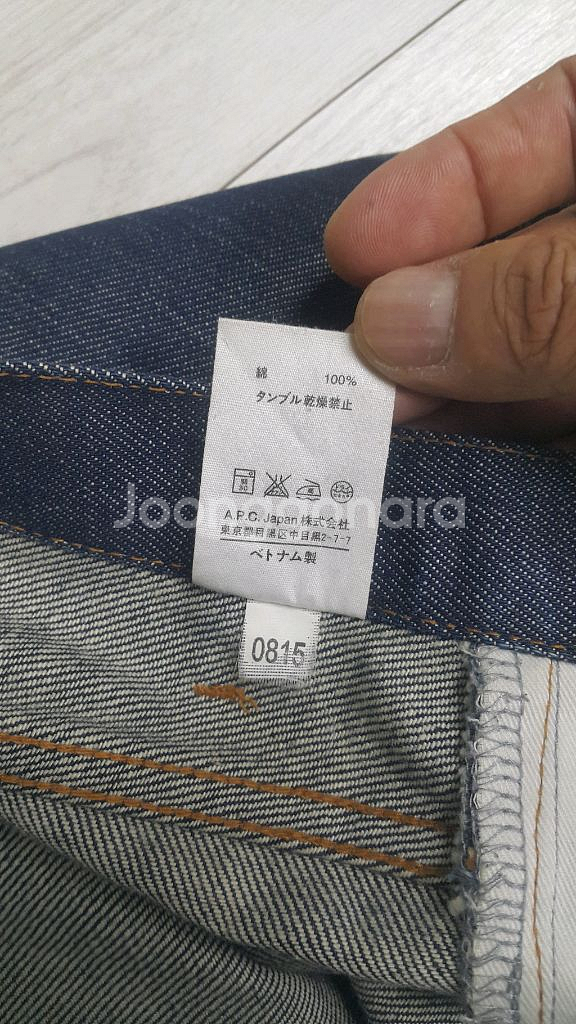 綿 100%
タンブル乾燥禁止
Joongonara
A.P.C. Japan 株式会社
東京都目黒区中目黒2-7-7
ベトナム製
0815